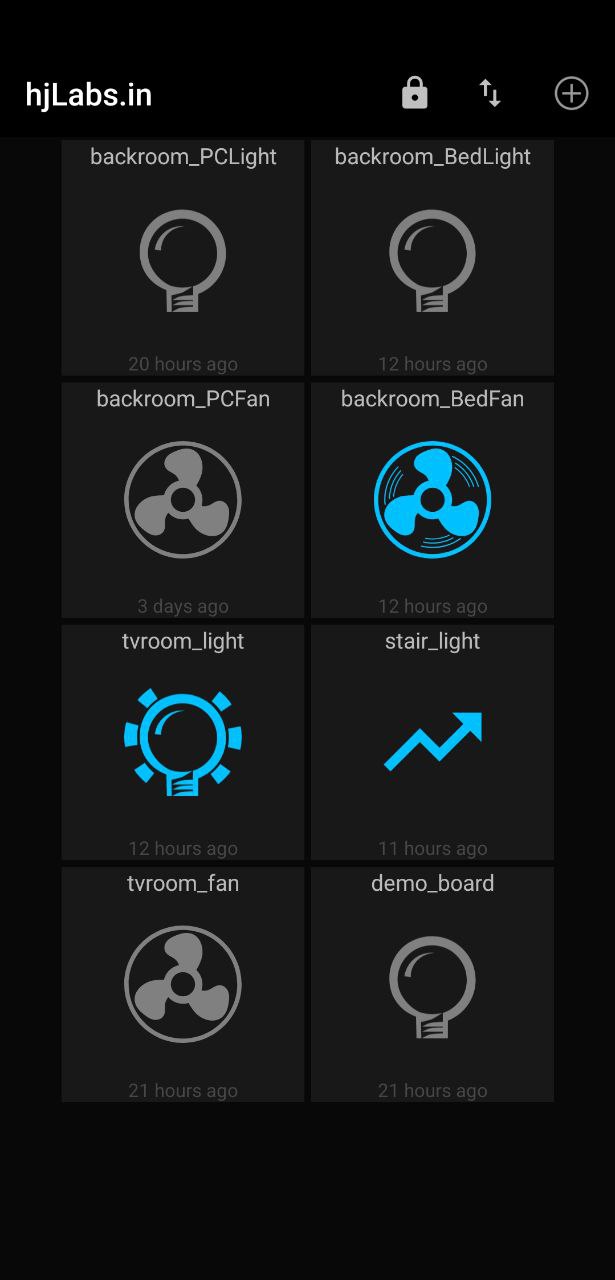 hjLabs.in
backroom_PCLight
backroom_BedLight
20 hours ago
12 hours ago
backroom_PCFan
backroom_BedFan
3 days ago
12 hours ago
tvroom_light
stair_light
12 hours ago
11 hours ago
tvroom_fan
demo_board
21 hours ago
21 hours ago